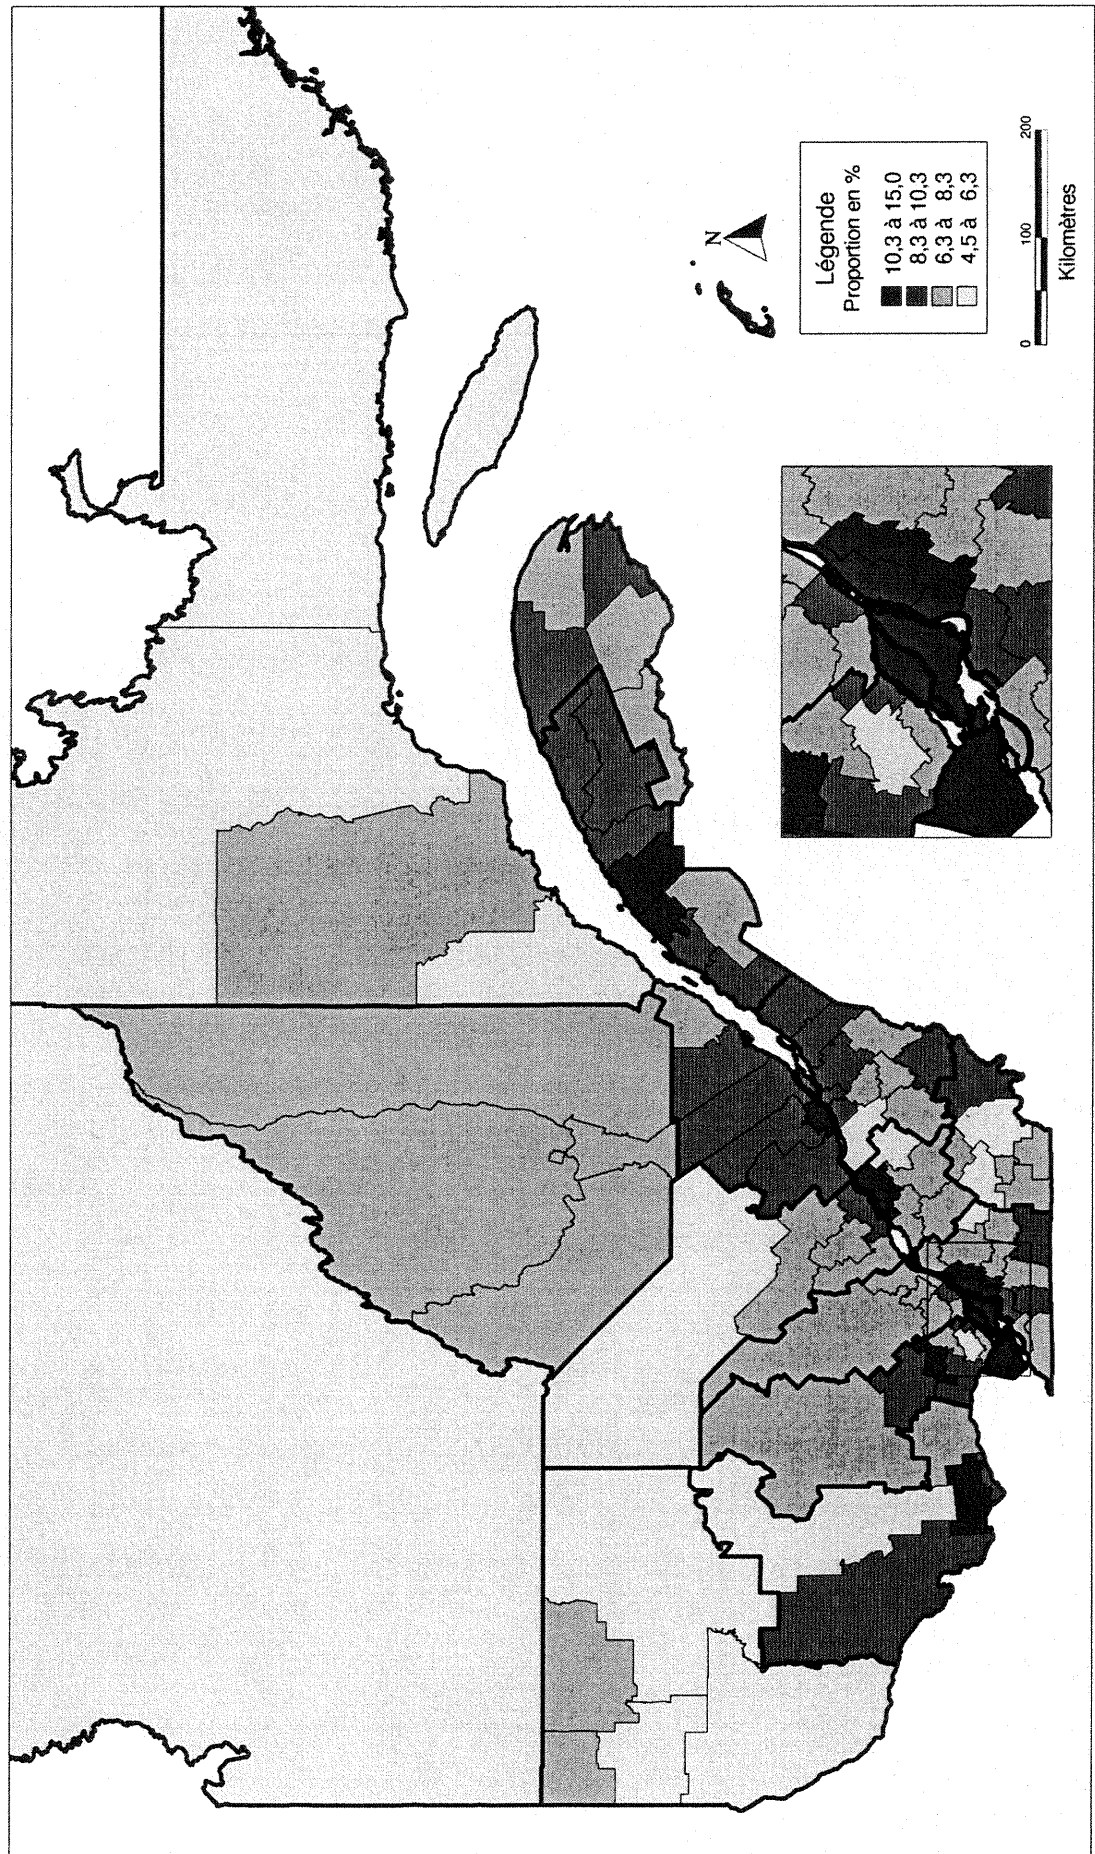 N
Légende
Proportion en %
10,3 à 15,0
8,3 à 10,3
6,3 à 8,3
4,5 à 6,3
0 100 200
Kilomètres